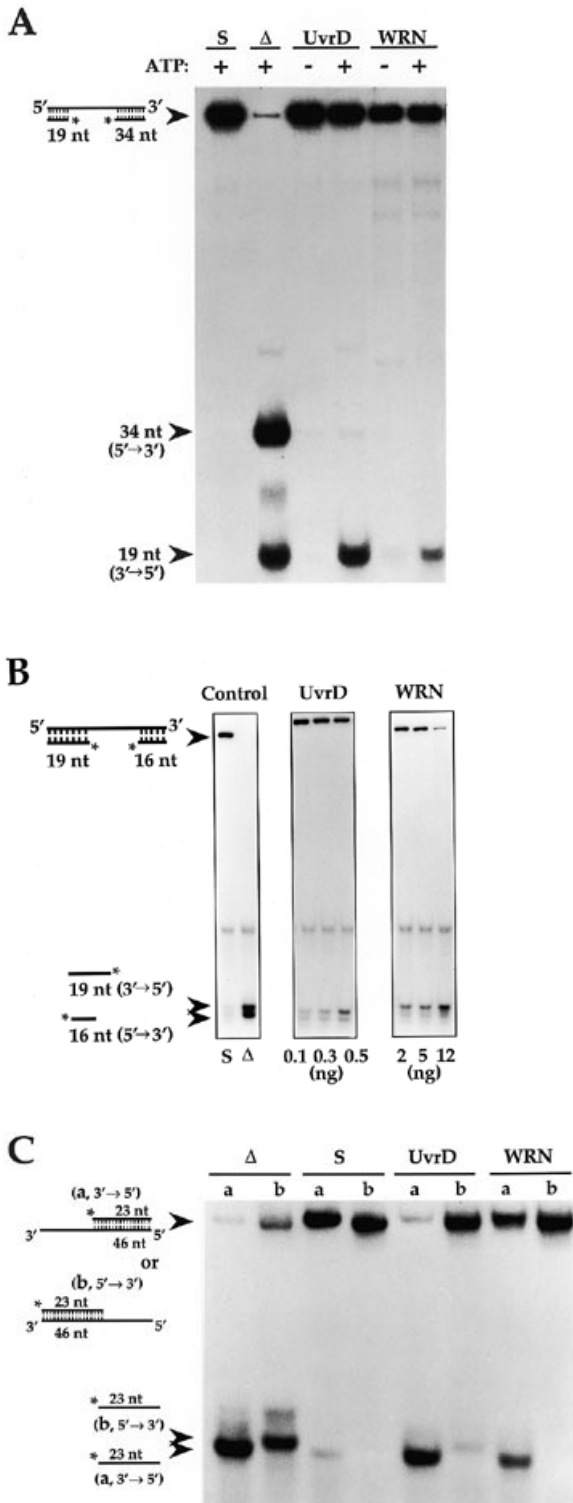 A
S Δ UvrD WRN
ATP: + + - + - +
5′ 3′
19 nt * * 34 nt
34 nt
(5′→3′)
19 nt
(3′→5′)
B
Control UvrD WRN
5′ 3′
19 nt * * 16 nt
*
19 nt (3′→5′)
*
16 nt (5′→3′)
S Δ 0.1 0.3 0.5 2 5 12
(ng) (ng)
C
Δ S UvrD WRN
a b a b a b a b
(a, 3′→5′)
* 23 nt
3′ 5′
46 nt
or
(b, 5′→3′)
* 23 nt
3′ 46 nt 5′
* 23 nt
(b, 5′→3′)
* 23 nt
(a, 3′→5′)